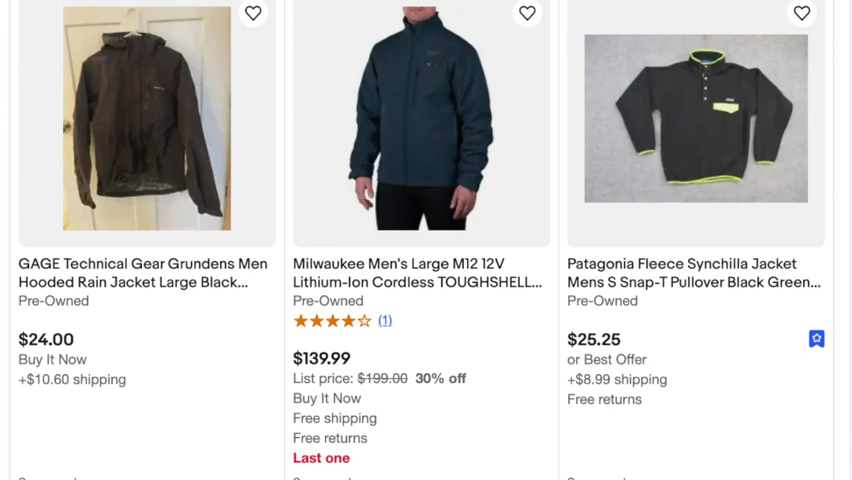 GAGE Technical Gear Grundens Men
Hooded Rain Jacket Large Black...
Pre-Owned
$24.00
Buy It Now
+$10.60 shipping
Milwaukee Men's Large M12 12V
Lithium-Ion Cordless TOUGHSHELL...
Pre-Owned
(1)
$139.99
List price: $199.00 30% off
Buy It Now
Free shipping
Free returns
Last one
Patagonia Fleece Synchilla Jacket
Mens S Snap-T Pullover Black Green...
Pre-Owned
$25.25
or Best Offer
+$8.99 shipping
Free returns